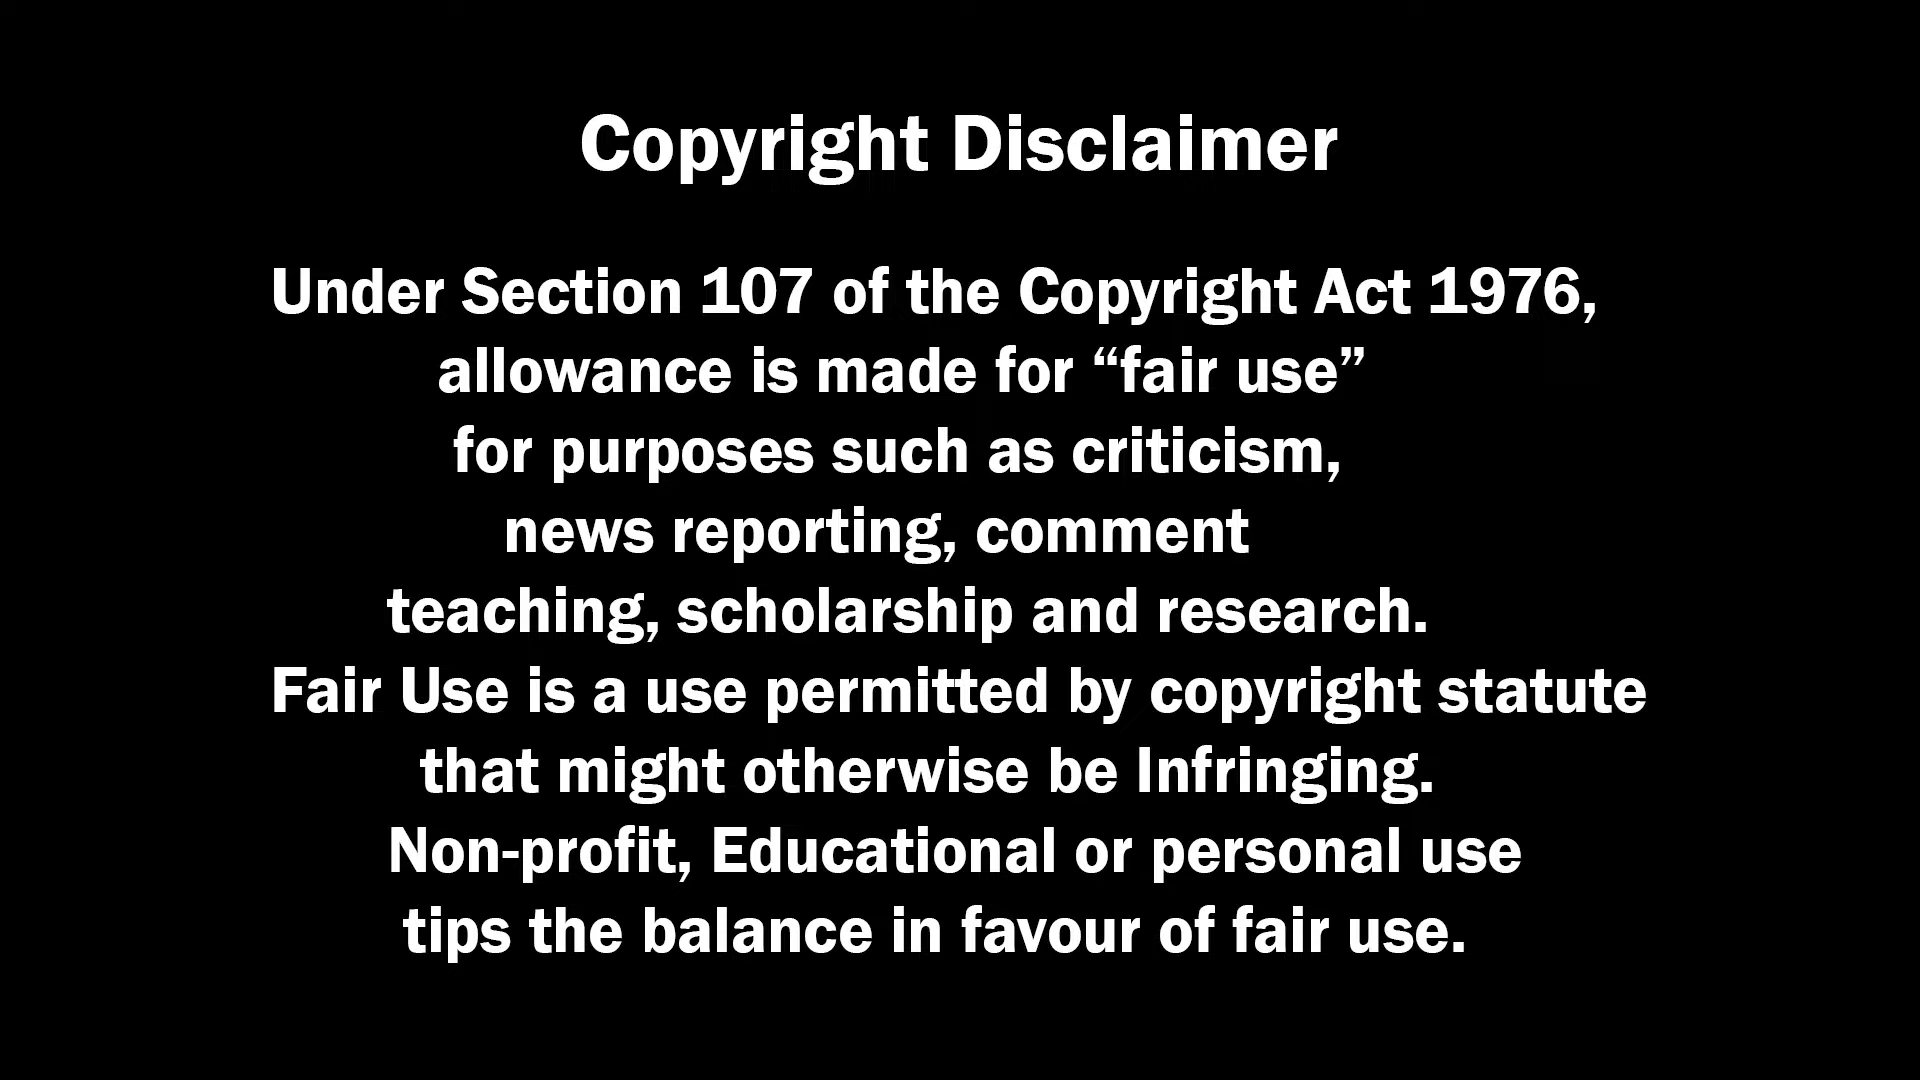 Copyright Disclaimer
Under Section 107 of the Copyright Act 1976,
allowance is made for “fair use”
for purposes such as criticism,
news reporting, comment
teaching, scholarship and research.
Fair Use is a use permitted by copyright statute
that might otherwise be Infringing.
Non-profit, Educational or personal use
tips the balance in favour of fair use.